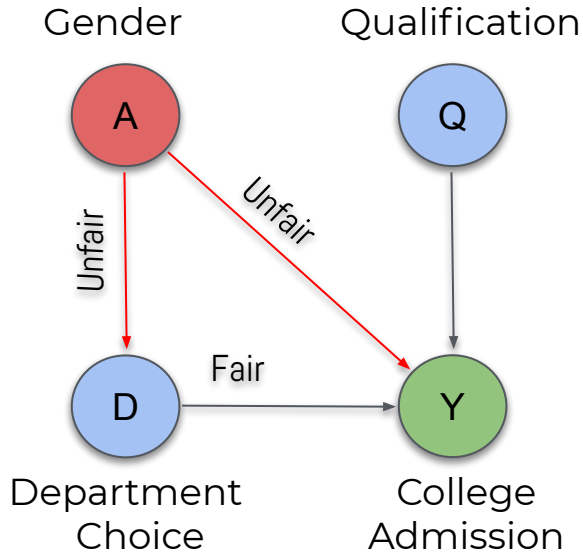 Gender
Qualification
A
Q
Unfair
Unfair
Fair
D
Y
Department
Choice
College
Admission